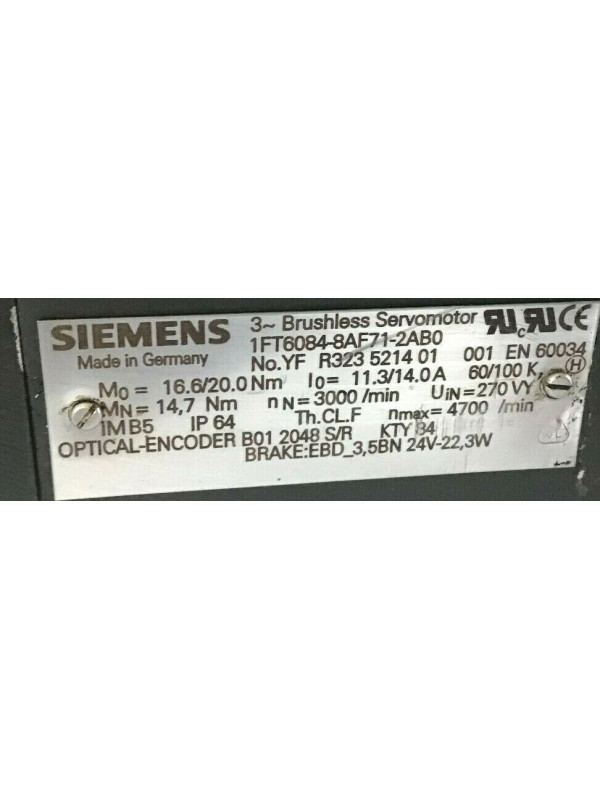 SIEMENS 3~ Brushless Servomotor
Made in Germany 1FT6084-8AF71-2AB0
No.YF R323 5214 01 001 EN 60034
M0 = 16.6/20.0 Nm I0 = 11.3/14.0 A 60/100 K (H)
MN = 14,7 Nm nN = 3000 /min UIN = 270 VY
IM B5 IP 64 Th.CL.F nmax = 4700 /min
OPTICAL-ENCODER B01 2048 S/R KTY 84
BRAKE:EBD_3,5BN 24V-22,3W